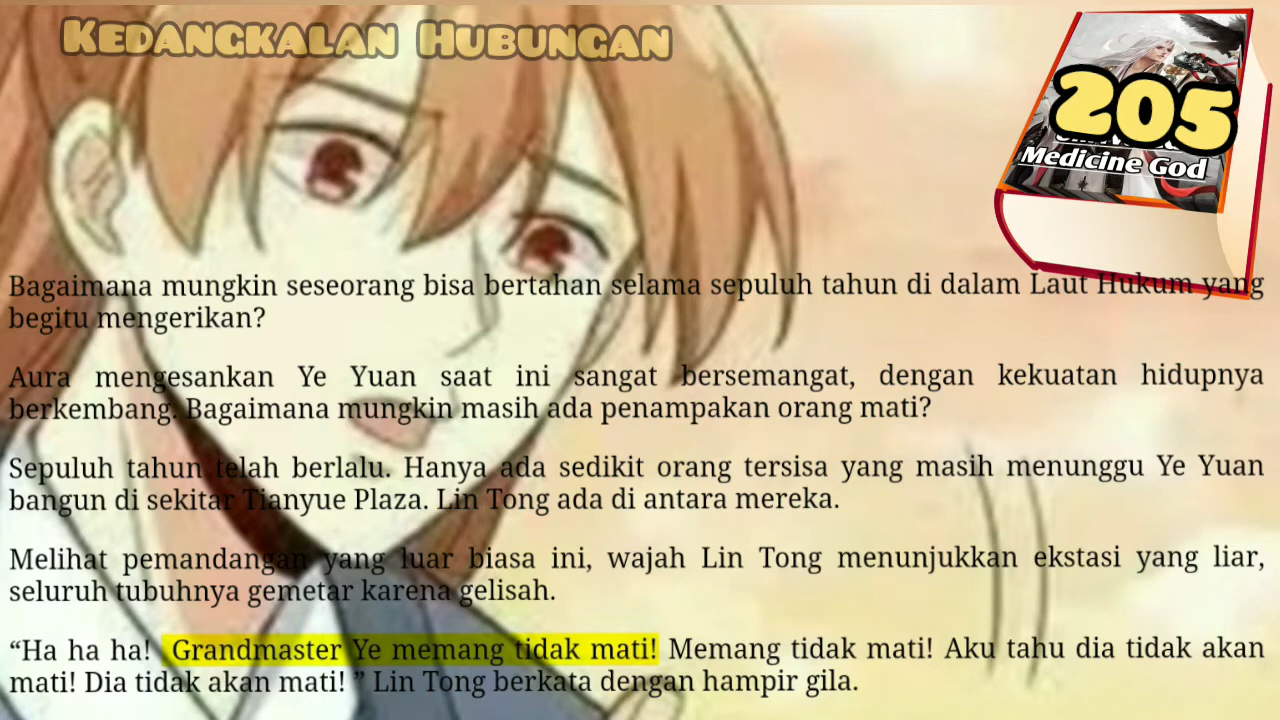 Kedangkalan Hubungan
205
Medicine God
Bagaimana mungkin seseorang bisa bertahan selama sepuluh tahun di dalam Laut Hukum yang
begitu mengerikan?
Aura mengesankan Ye Yuan saat ini sangat bersemangat, dengan kekuatan hidupnya
berkembang. Bagaimana mungkin masih ada penampakan orang mati?
Sepuluh tahun telah berlalu. Hanya ada sedikit orang tersisa yang masih menunggu Ye Yuan
bangun di sekitar Tianyue Plaza. Lin Tong ada di antara mereka.
Melihat pemandangan yang luar biasa ini, wajah Lin Tong menunjukkan ekstasi yang liar,
seluruh tubuhnya gemetar karena gelisah.
“Ha ha ha! Grandmaster Ye memang tidak mati! Memang tidak mati! Aku tahu dia tidak akan
mati! Dia tidak akan mati! ” Lin Tong berkata dengan hampir gila.